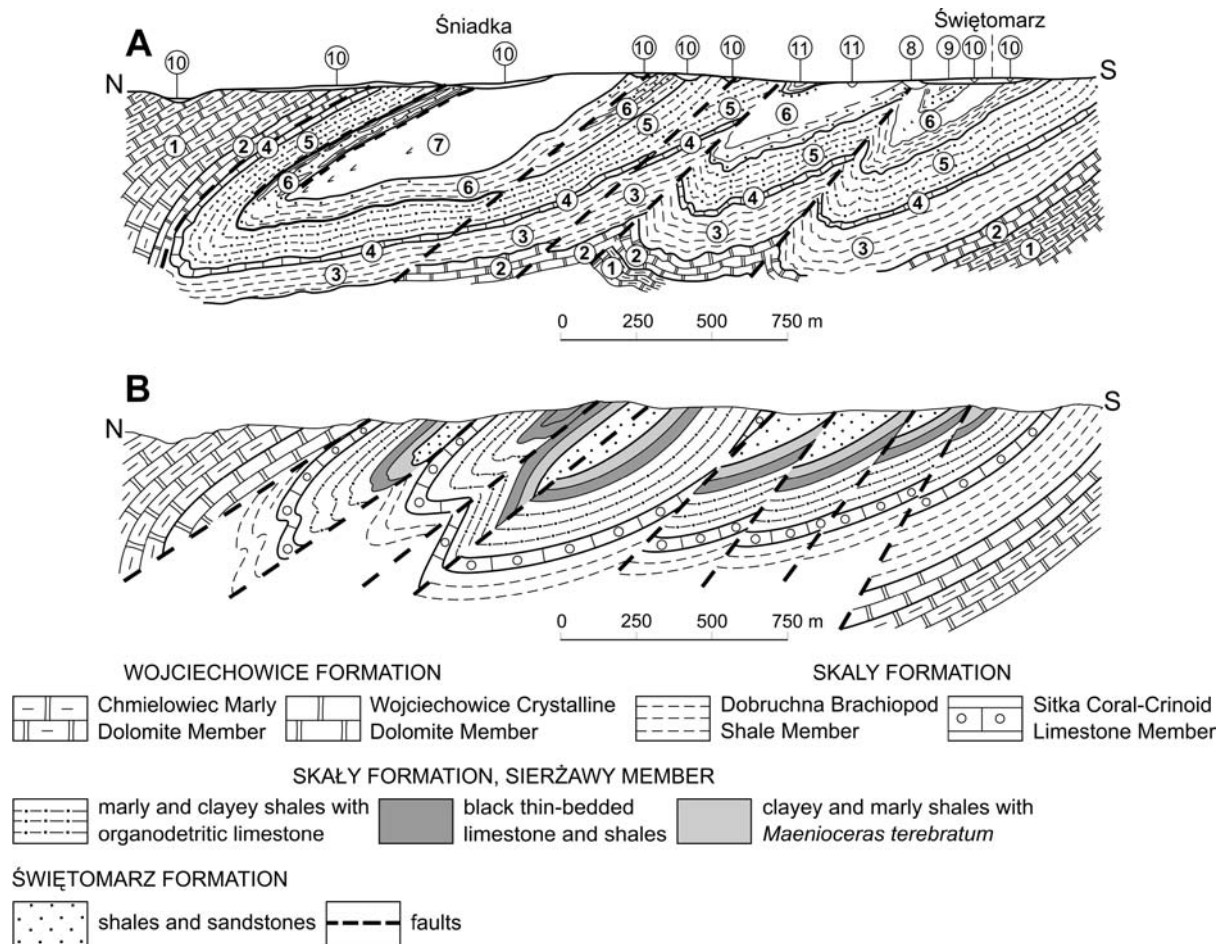 A
Śniadka
Świętomarz
N
S
10 10 10 10 10 10 11 11 8 9 10 10
1 2 4 5 6 7 6 5 4 6 5 6
6 4 3 4 5 4 5
3 4 3 2 2 2 1 3 4 3 2 1
0 250 500 750 m
B
N
S
0 250 500 750 m
WOJCIECHOWICE FORMATION
SKALY FORMATION
Chmielowiec Marly
Dolomite Member
Wojciechowice Crystalline
Dolomite Member
Dobruchna Brachiopod
Shale Member
Sitka Coral-Crinoid
Limestone Member
SKAŁY FORMATION, SIERŻAWY MEMBER
marly and clayey shales with
organodetritic limestone
black thin-bedded
limestone and shales
clayey and marly shales with
Maenioceras terebratum
ŚWIĘTOMARZ FORMATION
shales and sandstones
faults